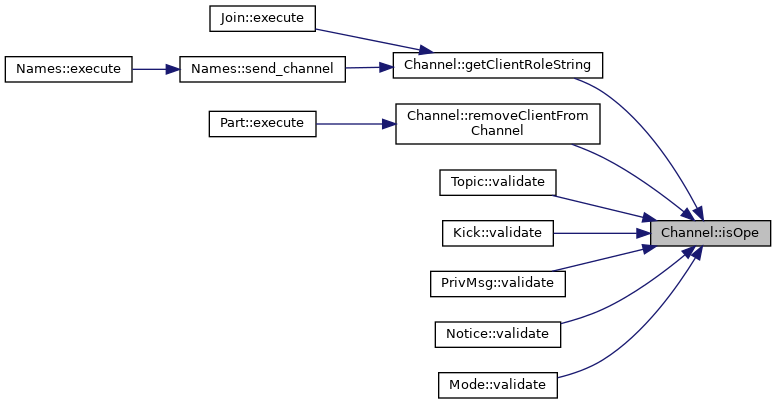 Join::execute
Channel::getClientRoleString
Names::send_channel
Names::execute
Channel::removeClientFrom
Channel
Part::execute
Topic::validate
Channel::isOpe
Kick::validate
PrivMsg::validate
Notice::validate
Mode::validate